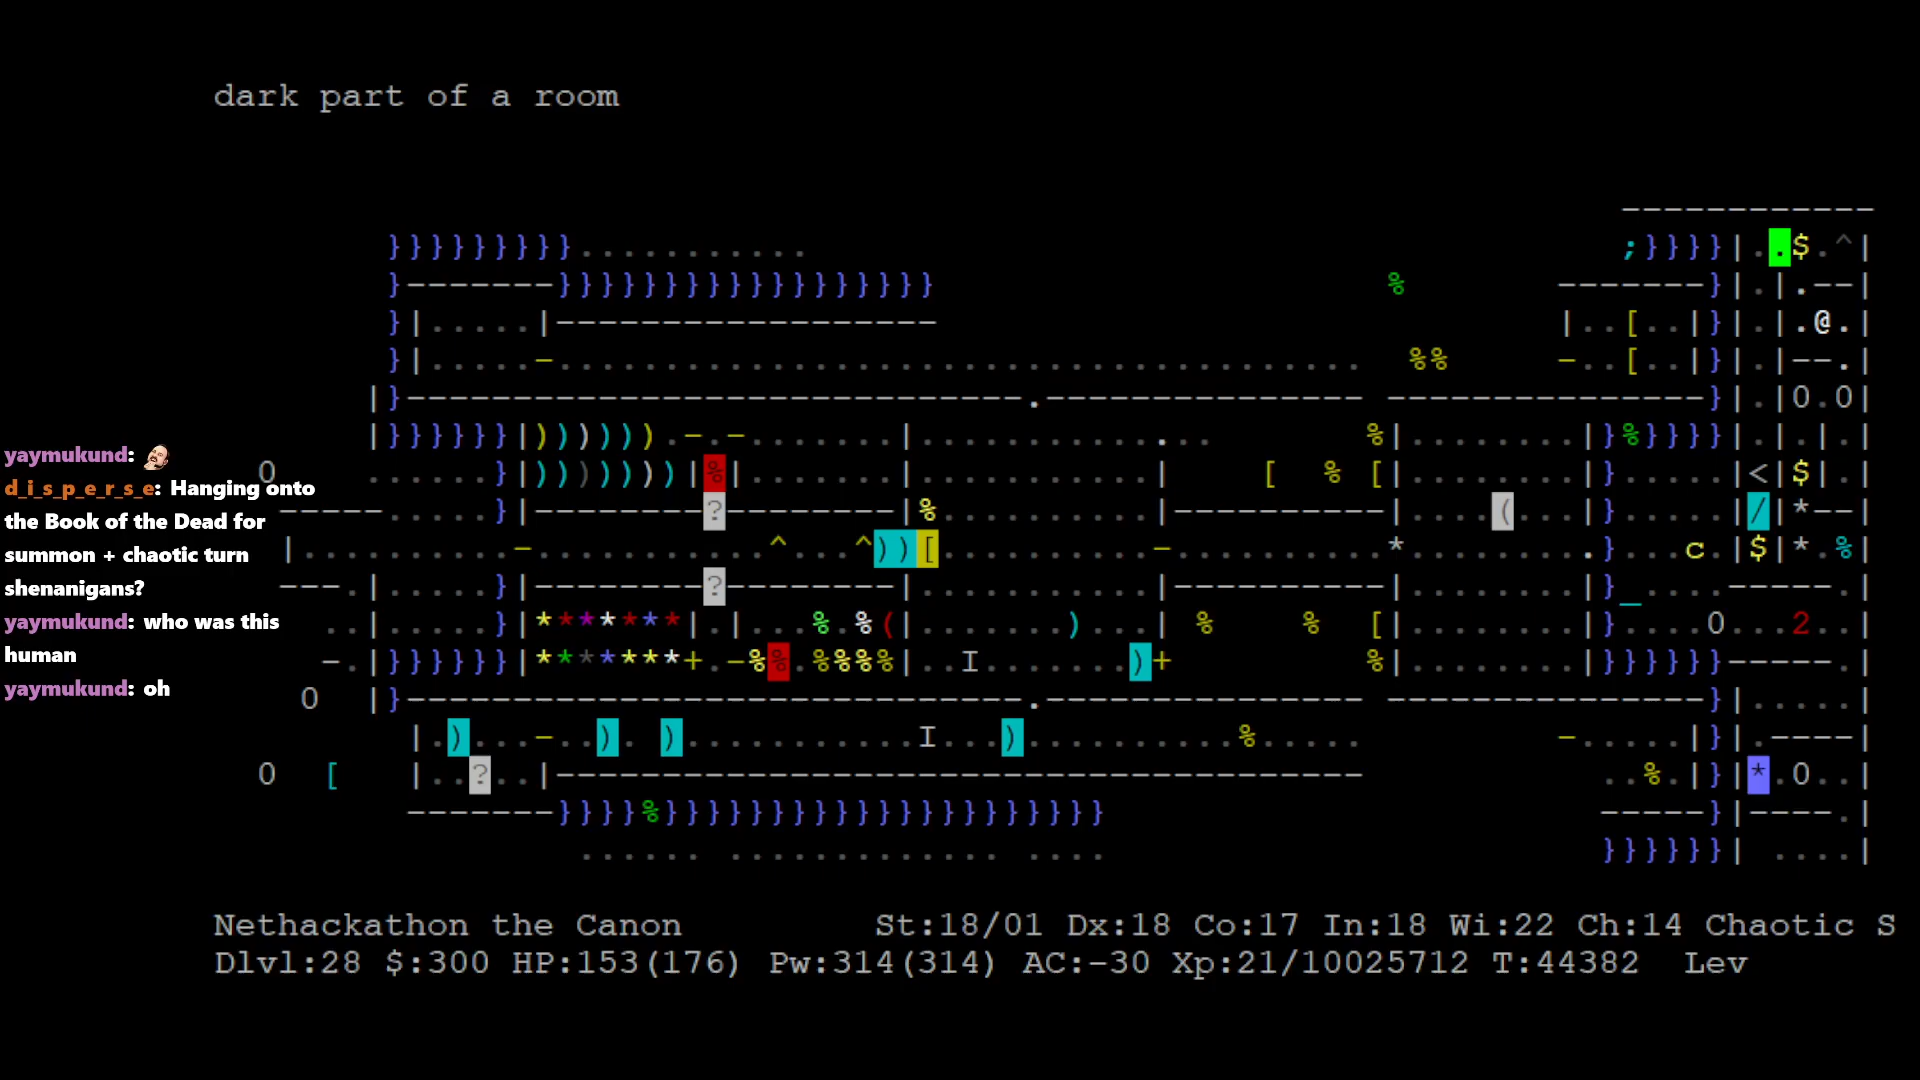 dark part of a room
yaymukund:
d_i_s_p_e_r_s_e: Hanging onto
the Book of the Dead for
summon + chaotic turn
shenanigans?
yaymukund: who was this
human
yaymukund: oh
Nethackathon the Canon St:18/01 Dx:18 Co:17 In:18 Wi:22 Ch:14 Chaotic S
Dlvl:28 $:300 HP:153(176) Pw:314(314) AC:-30 Xp:21/10025712 T:44382 Lev